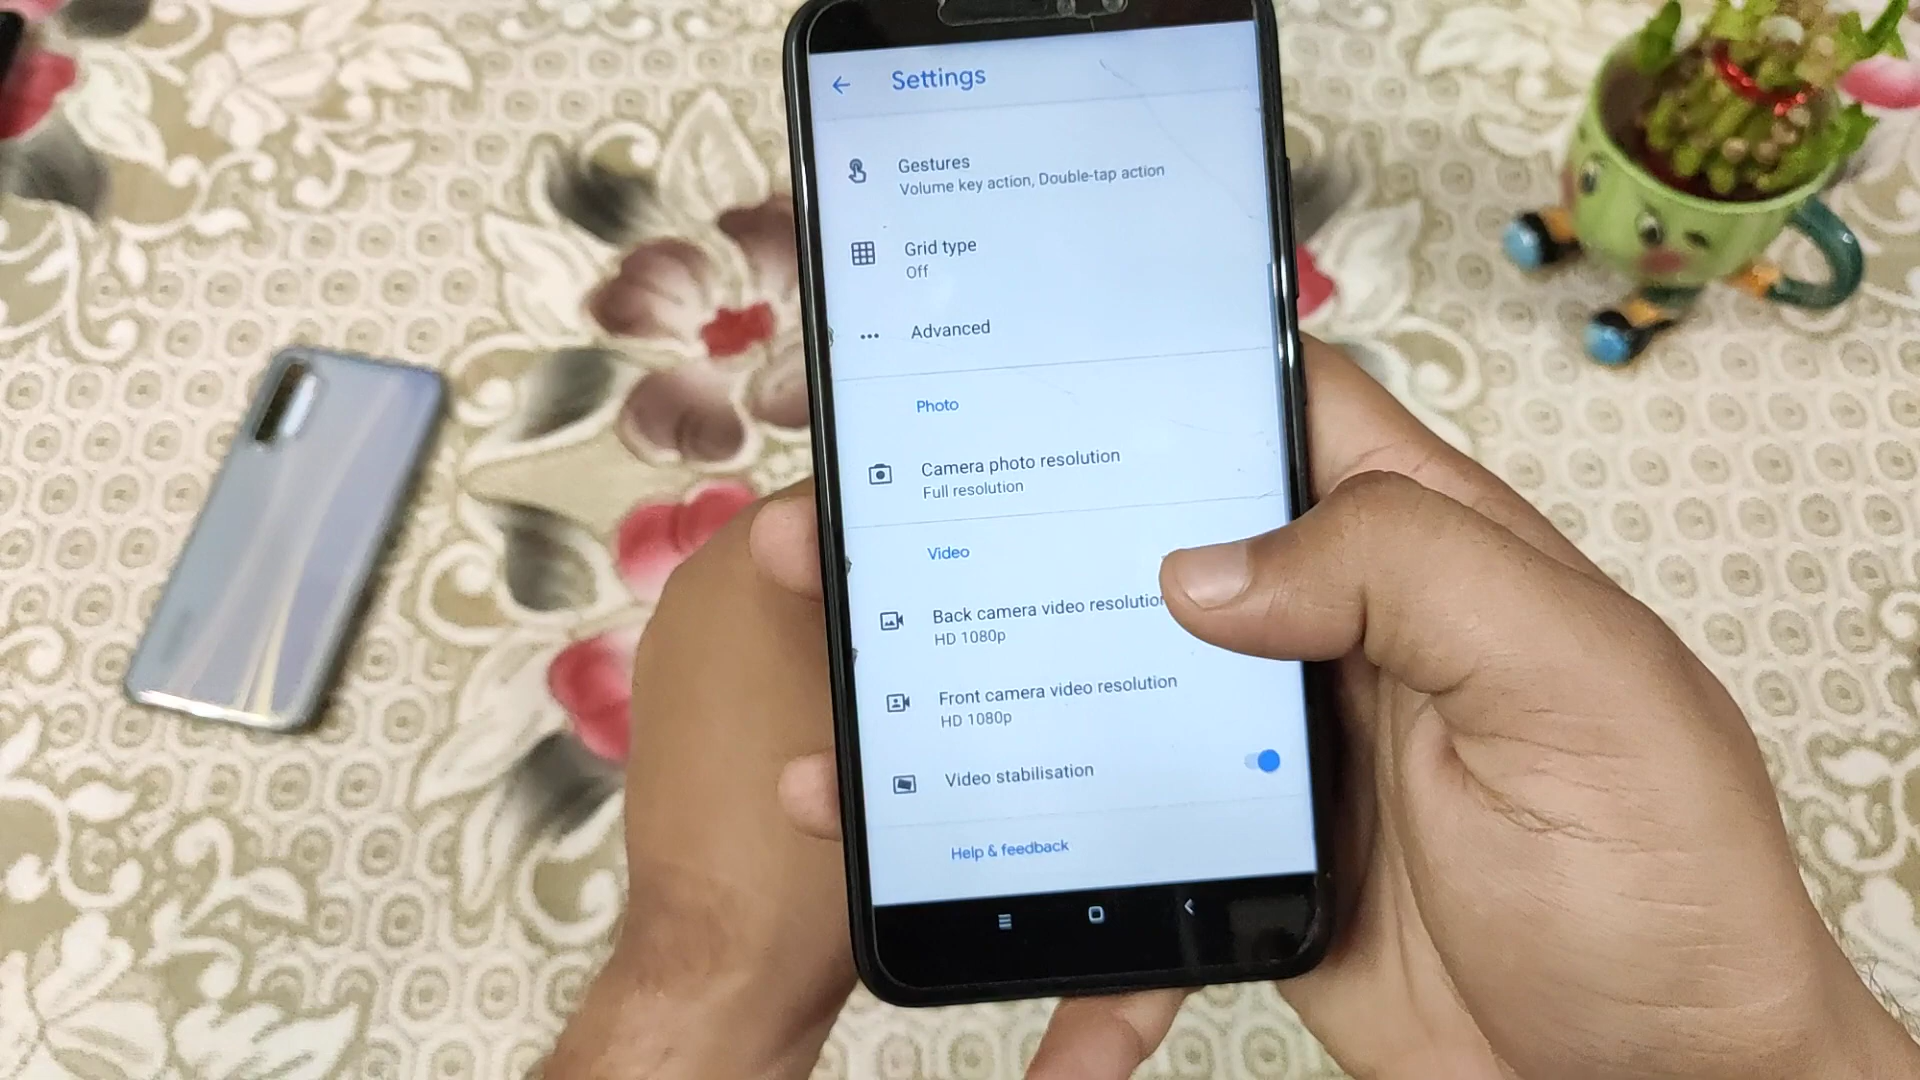 Settings
Gestures
Volume key action, Double-tap action
Grid type
Off
Advanced
Photo
Camera photo resolution
Full resolution
Video
Back camera video resolution
HD 1080p
Front camera video resolution
HD 1080p
Video stabilisation
Help & feedback